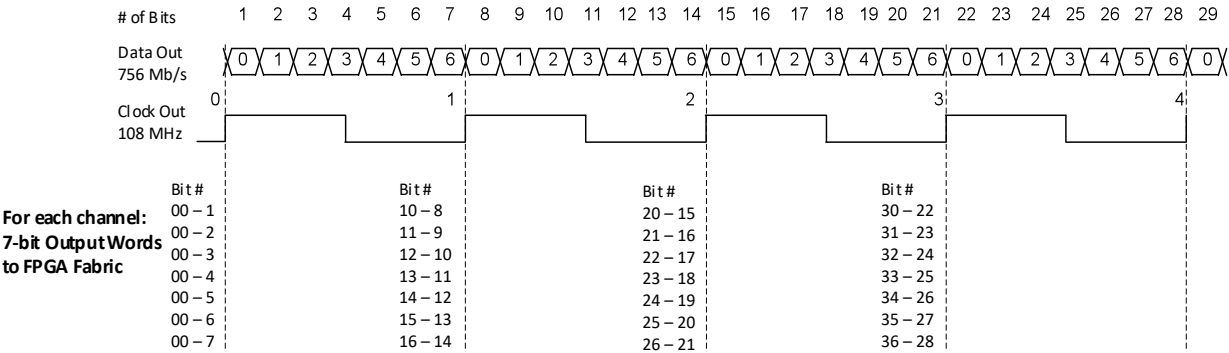 # of Bits 1 2 3 4 5 6 7 8 9 10 11 12 13 14 15 16 17 18 19 20 21 22 23 24 25 26 27 28 29
Data Out 0 1 2 3 4 5 6 0 1 2 3 4 5 6 0 1 2 3 4 5 6 0 1 2 3 4 5 6 0
756 Mb/s
0 1 2 3 4
Clock Out
108 MHz
Bit # Bit # Bit # Bit #
For each channel: 00 – 1 10 – 8 20 – 15 30 – 22
7-bit Output Words 00 – 2 11 – 9 21 – 16 31 – 23
to FPGA Fabric 00 – 3 12 – 10 22 – 17 32 – 24
00 – 4 13 – 11 23 – 18 33 – 25
00 – 5 14 – 12 24 – 19 34 – 26
00 – 6 15 – 13 25 – 20 35 – 27
00 – 7 16 – 14 26 – 21 36 – 28